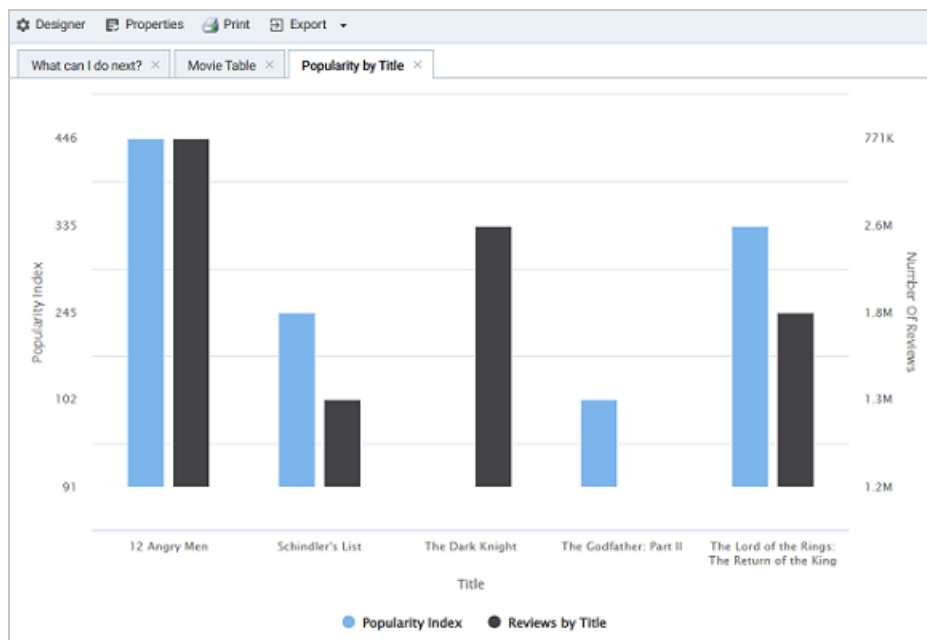 Designer Properties Print Export
What can I do next? Movie Table Popularity by Title
446 771K
335 2.6M
Popularity Index
Number Of Reviews
245 1.8M
102 1.3M
91 1.2M
12 Angry Men Schindler's List The Dark Knight The Godfather: Part II The Lord of the Rings:
The Return of the King
Title
Popularity Index Reviews by Title